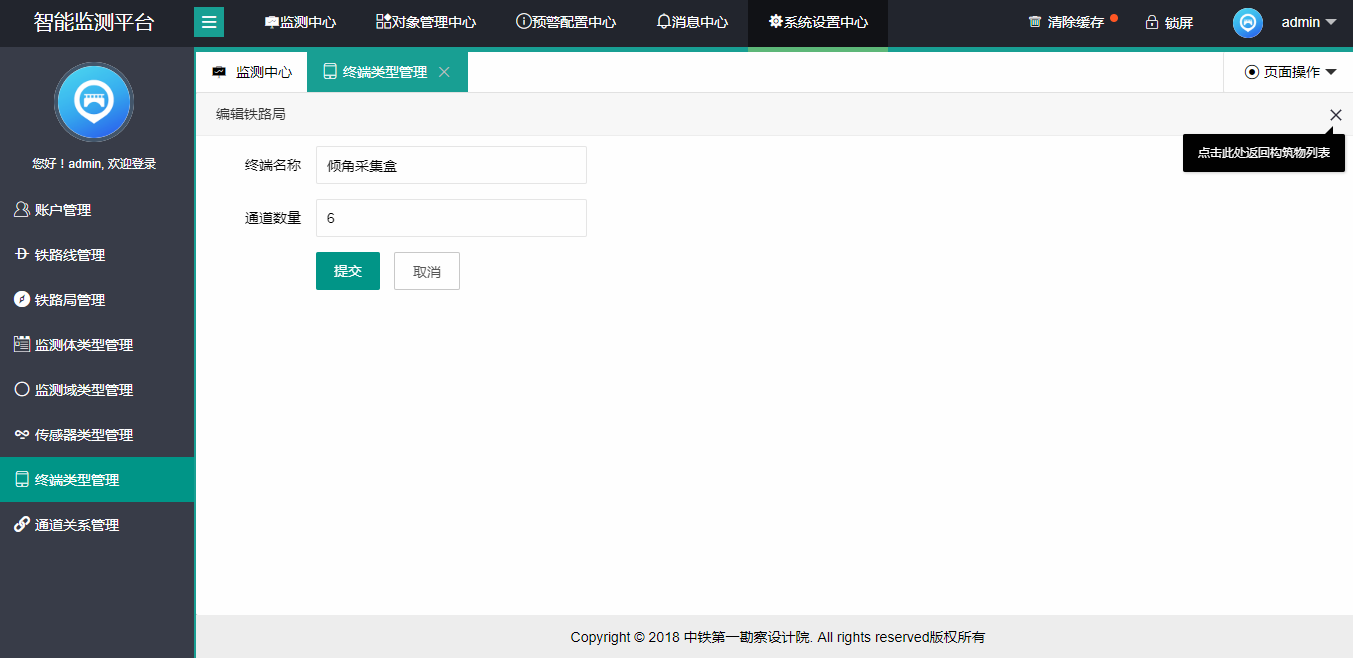 智能监测平台
监测中心
对象管理中心
预警配置中心
消息中心
系统设置中心
清除缓存
锁屏
admin
您好！admin, 欢迎登录
账户管理
铁路线管理
铁路局管理
监测体类型管理
监测域类型管理
传感器类型管理
终端类型管理
通道关系管理
监测中心
终端类型管理
页面操作
编辑铁路局
点击此处返回构筑物列表
终端名称 倾角采集盒
通道数量 6
提交 取消
Copyright © 2018 中铁第一勘察设计院. All rights reserved版权所有